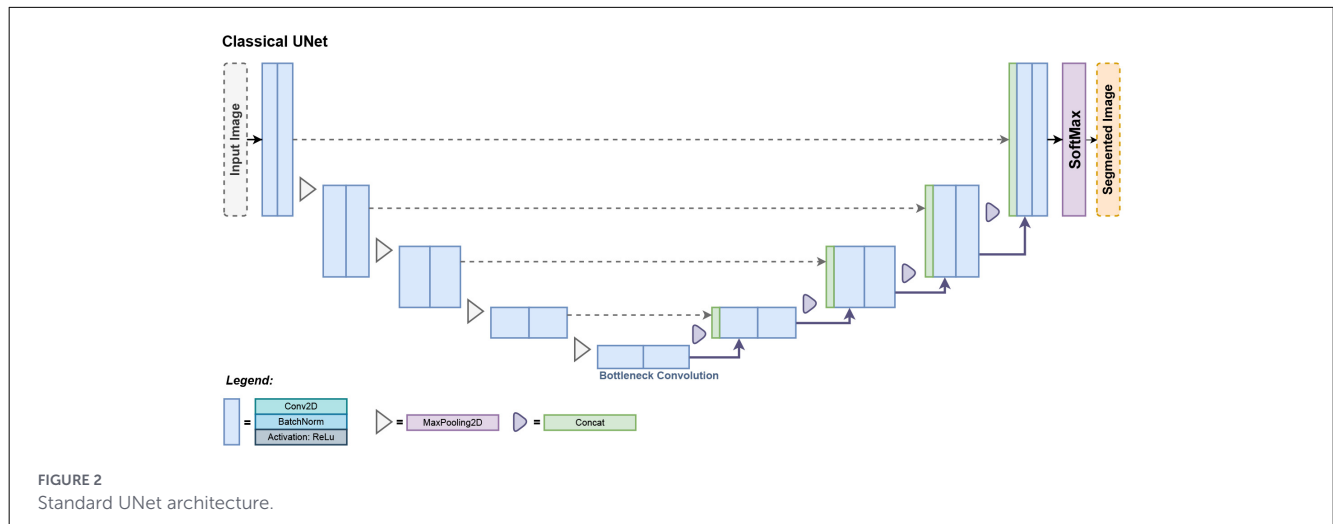 Classical UNet
Input Image
SoftMax
Segmented Image
Bottleneck Convolution
Legend:
= Conv2D
BatchNorm
Activation: ReLu
= MaxPooling2D
= Concat
FIGURE 2
Standard UNet architecture.